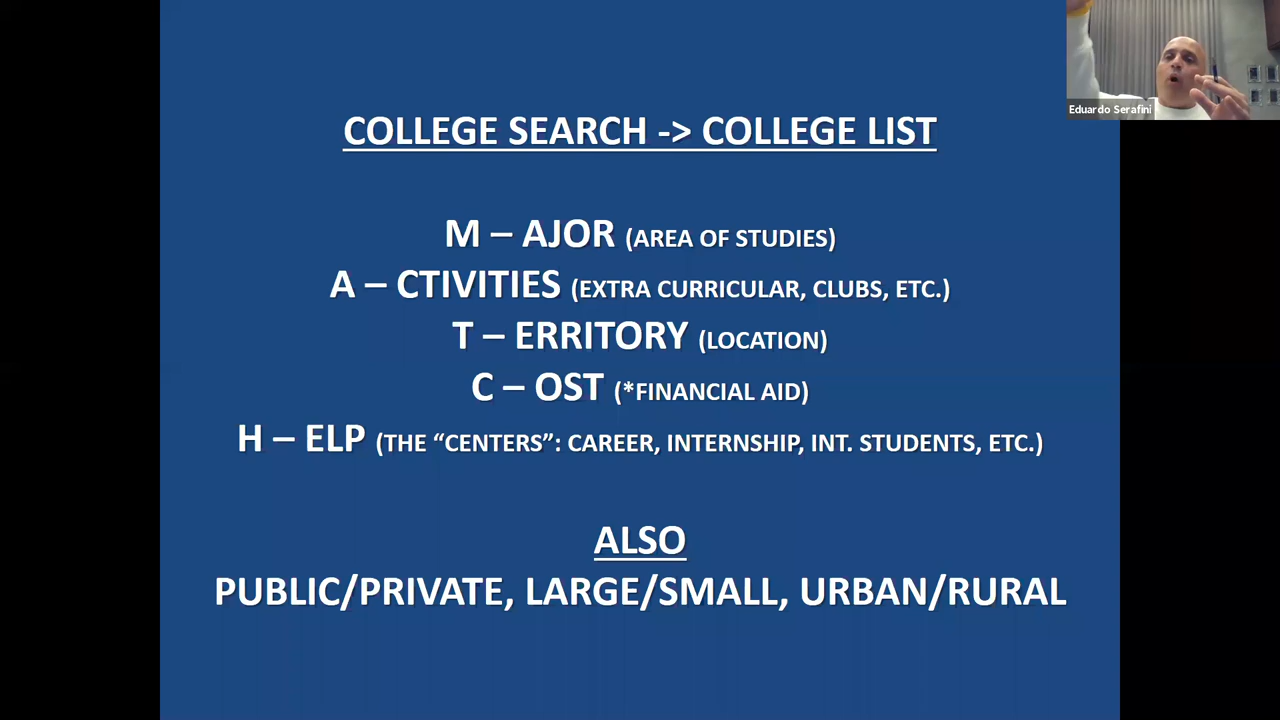 Eduardo Serafini
COLLEGE SEARCH -> COLLEGE LIST
M – AJOR (AREA OF STUDIES)
A – CTIVITIES (EXTRA CURRICULAR, CLUBS, ETC.)
T – ERRITORY (LOCATION)
C – OST (*FINANCIAL AID)
H – ELP (THE “CENTERS”: CAREER, INTERNSHIP, INT. STUDENTS, ETC.)
ALSO
PUBLIC/PRIVATE, LARGE/SMALL, URBAN/RURAL